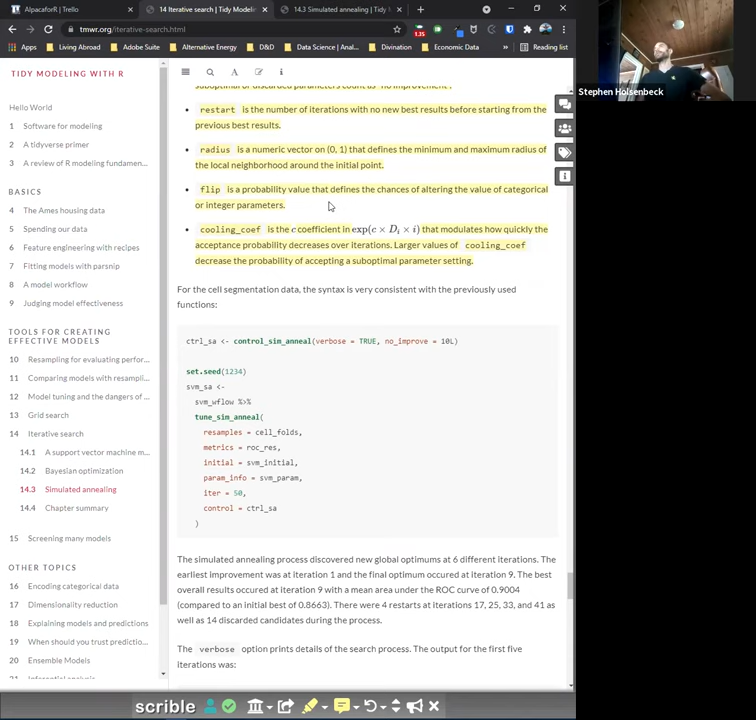 AlpacaforR | Trello
14 Iterative search | Tidy Modelin
14.3 Simulated annealing | Tidy
tmwr.org/iterative-search.html
1.35
Apps
Living Abroad
Adobe Suite
Alternative Energy
D&D
Data Science | Anal...
Divination
Economic Data
Reading list
Stephen Holsenbeck
TIDY MODELING WITH R
Hello World
1 Software for modeling
2 A tidyverse primer
3 A review of R modeling fundamen...
BASICS
4 The Ames housing data
5 Spending our data
6 Feature engineering with recipes
7 Fitting models with parsnip
8 A model workflow
9 Judging model effectiveness
TOOLS FOR CREATING
EFFECTIVE MODELS
10 Resampling for evaluating perfor...
11 Comparing models with resampli...
12 Model tuning and the dangers of ...
13 Grid search
14 Iterative search
14.1 A support vector machine m...
14.2 Bayesian optimization
14.3 Simulated annealing
14.4 Chapter summary
15 Screening many models
OTHER TOPICS
16 Encoding categorical data
17 Dimensionality reduction
18 Explaining models and predictions
19 When should you trust predictio...
20 Ensemble Models
21 Inferential analysis
suboptimal or discarded parameters count as "no improvement".
• restart is the number of iterations with no new best results before starting from the
previous best results.
• radius is a numeric vector on (0, 1) that defines the minimum and maximum radius of
the local neighborhood around the initial point.
• flip is a probability value that defines the chances of altering the value of categorical
or integer parameters.
• cooling_coef is the c coefficient in exp(c × Di × i) that modulates how quickly the
acceptance probability decreases over iterations. Larger values of cooling_coef
decrease the probability of accepting a suboptimal parameter setting.
For the cell segmentation data, the syntax is very consistent with the previously used
functions:
ctrl_sa <- control_sim_anneal(verbose = TRUE, no_improve = 10L)
set.seed(1234)
svm_sa <-
svm_wflow %>%
tune_sim_anneal(
resamples = cell_folds,
metrics = roc_res,
initial = svm_initial,
param_info = svm_param,
iter = 50,
control = ctrl_sa
)
The simulated annealing process discovered new global optimums at 6 different iterations. The
earliest improvement was at iteration 1 and the final optimum occured at iteration 9. The best
overall results occured at iteration 9 with a mean area under the ROC curve of 0.9004
(compared to an initial best of 0.8663). There were 4 restarts at iterations 17, 25, 33, and 41 as
well as 14 discarded candidates during the process.
The verbose option prints details of the search process. The output for the first five
iterations was:
scrible